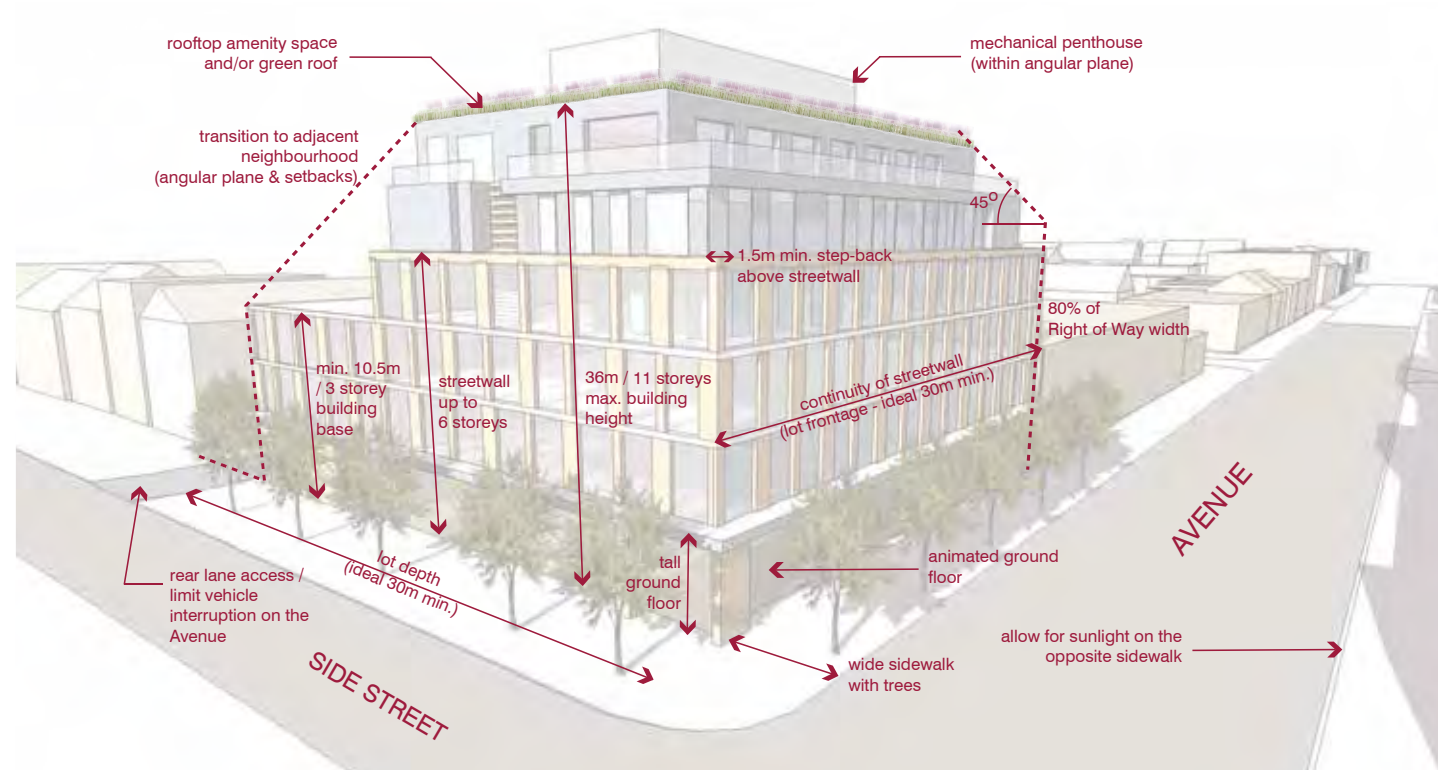 rooftop amenity space
and/or green roof
mechanical penthouse
(within angular plane)
transition to adjacent
neighbourhood
(angular plane & setbacks)
45°
1.5m min. step-back
above streetwall
80% of
Right of Way width
min. 10.5m
/ 3 storey
building
base
streetwall
up to
6 storeys
36m / 11 storeys
max. building
height
continuity of streetwall
(lot frontage - ideal 30m min.)
AVENUE
lot depth
(ideal 30m min.)
tall
ground
floor
animated ground
floor
rear lane access /
limit vehicle
interruption on the
Avenue
allow for sunlight on the
opposite sidewalk
wide sidewalk
with trees
SIDE STREET